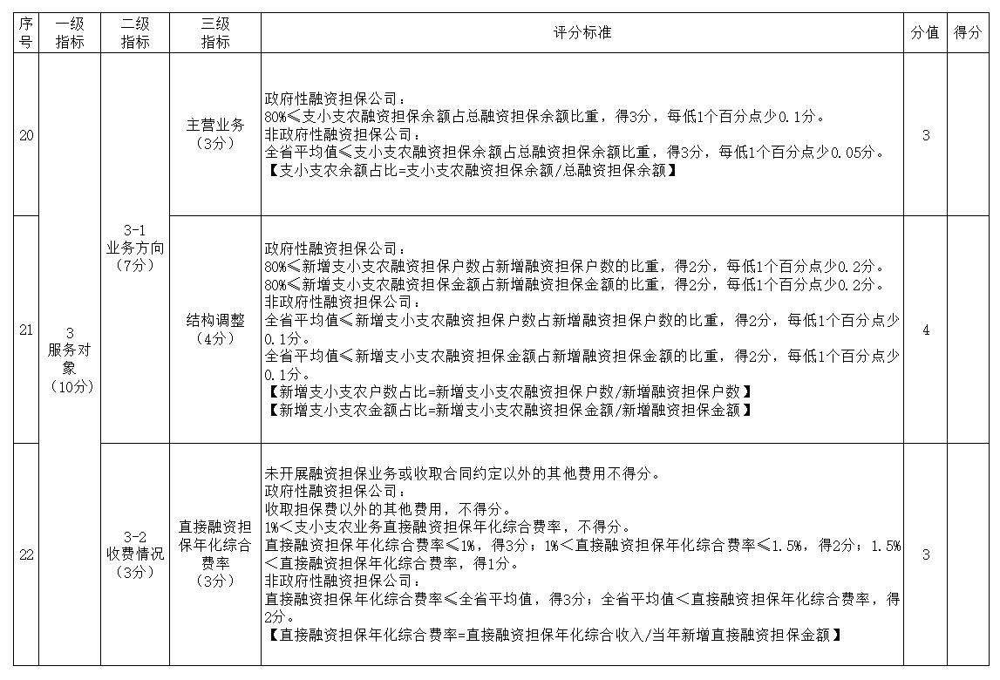 序号 一级指标 二级指标 三级指标 评分标准 分值 得分
20
3
服务对象
（10分）
3-1
业务方向
（7分）
主营业务
（3分）
政府性融资担保公司：
80%≤支小支农融资担保余额占总融资担保余额比重，得3分，每低1个百分点少0.1分。
非政府性融资担保公司：
全省平均值≤支小支农融资担保余额占总融资担保余额比重，得3分，每低1个百分点少0.05分。
【支小支农余额占比=支小支农融资担保余额/总融资担保余额】
3
21
结构调整
（4分）
政府性融资担保公司：
80%≤新增支小支农融资担保户数占新增融资担保户数的比重，得2分，每低1个百分点少0.2分。
80%≤新增支小支农融资担保金额占新增融资担保金额的比重，得2分，每低1个百分点少0.2分。
非政府性融资担保公司：
全省平均值≤新增支小支农融资担保户数占新增融资担保户数的比重，得2分，每低1个百分点少
0.1分。
全省平均值≤新增支小支农融资担保金额占新增融资担保金额的比重，得2分，每低1个百分点少
0.1分。
【新增支小支农户数占比=新增支小支农融资担保户数/新增融资担保户数】
【新增支小支农金额占比=新增支小支农融资担保金额/新增融资担保金额】
4
22
3-2
收费情况
（3分）
直接融资担
保年化综合
费率
（3分）
未开展融资担保业务或收取合同约定以外的其他费用不得分。
政府性融资担保公司：
收取担保费以外的其他费用，不得分。
1%＜支小支农业务直接融资担保年化综合费率，不得分。
直接融资担保年化综合费率≤1%，得3分；1%＜直接融资担保年化综合费率≤1.5%，得2分；1.5%
＜直接融资担保年化综合费率，得1分。
非政府性融资担保公司：
直接融资担保年化综合费率≤全省平均值，得3分；全省平均值＜直接融资担保年化综合费率，得
2分。
【直接融资担保年化综合费率=直接融资担保年化综合收入/当年新增直接融资担保金额】
3